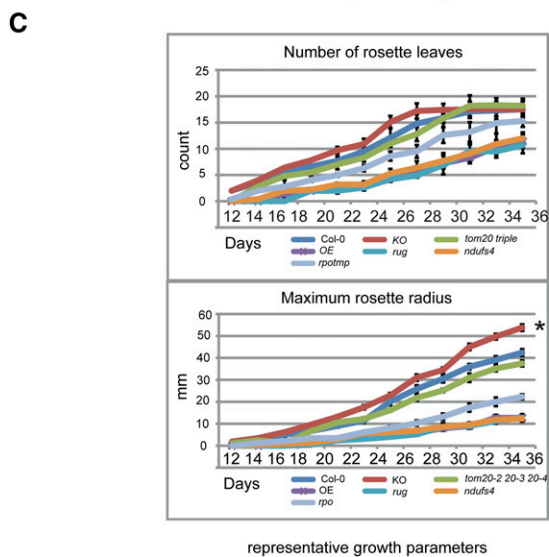 C
Number of rosette leaves
25
20
15
10
5
0
count
12 14 16 18 20 22 24 26 28 30 32 34 36
Days
Col-0 KO tom20 triple
OE rug ndufs4
rpotmp
Maximum rosette radius
60
50
40
30
20
10
0
mm
*
12 14 16 18 20 22 24 26 28 30 32 34 36
Days
Col-0 KO tom20-2 20-3 20-4
OE rug ndufs4
rpo
representative growth parameters